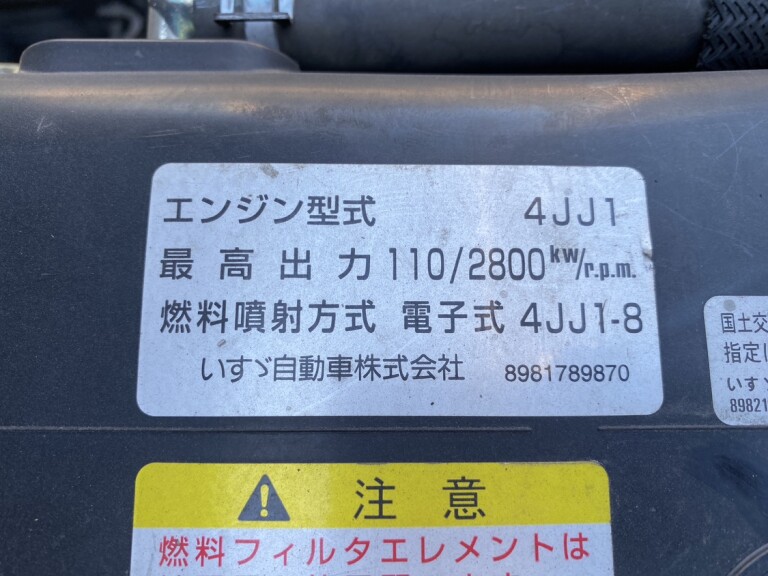 エンジン型式 4JJ1
最高出力 110/2800kw/r.p.m.
燃料噴射方式 電子式 4JJ1-8
いすゞ自動車株式会社 8981789870
国土交
指定
いすゞ
89821
注意
燃料フィルタエレメントは